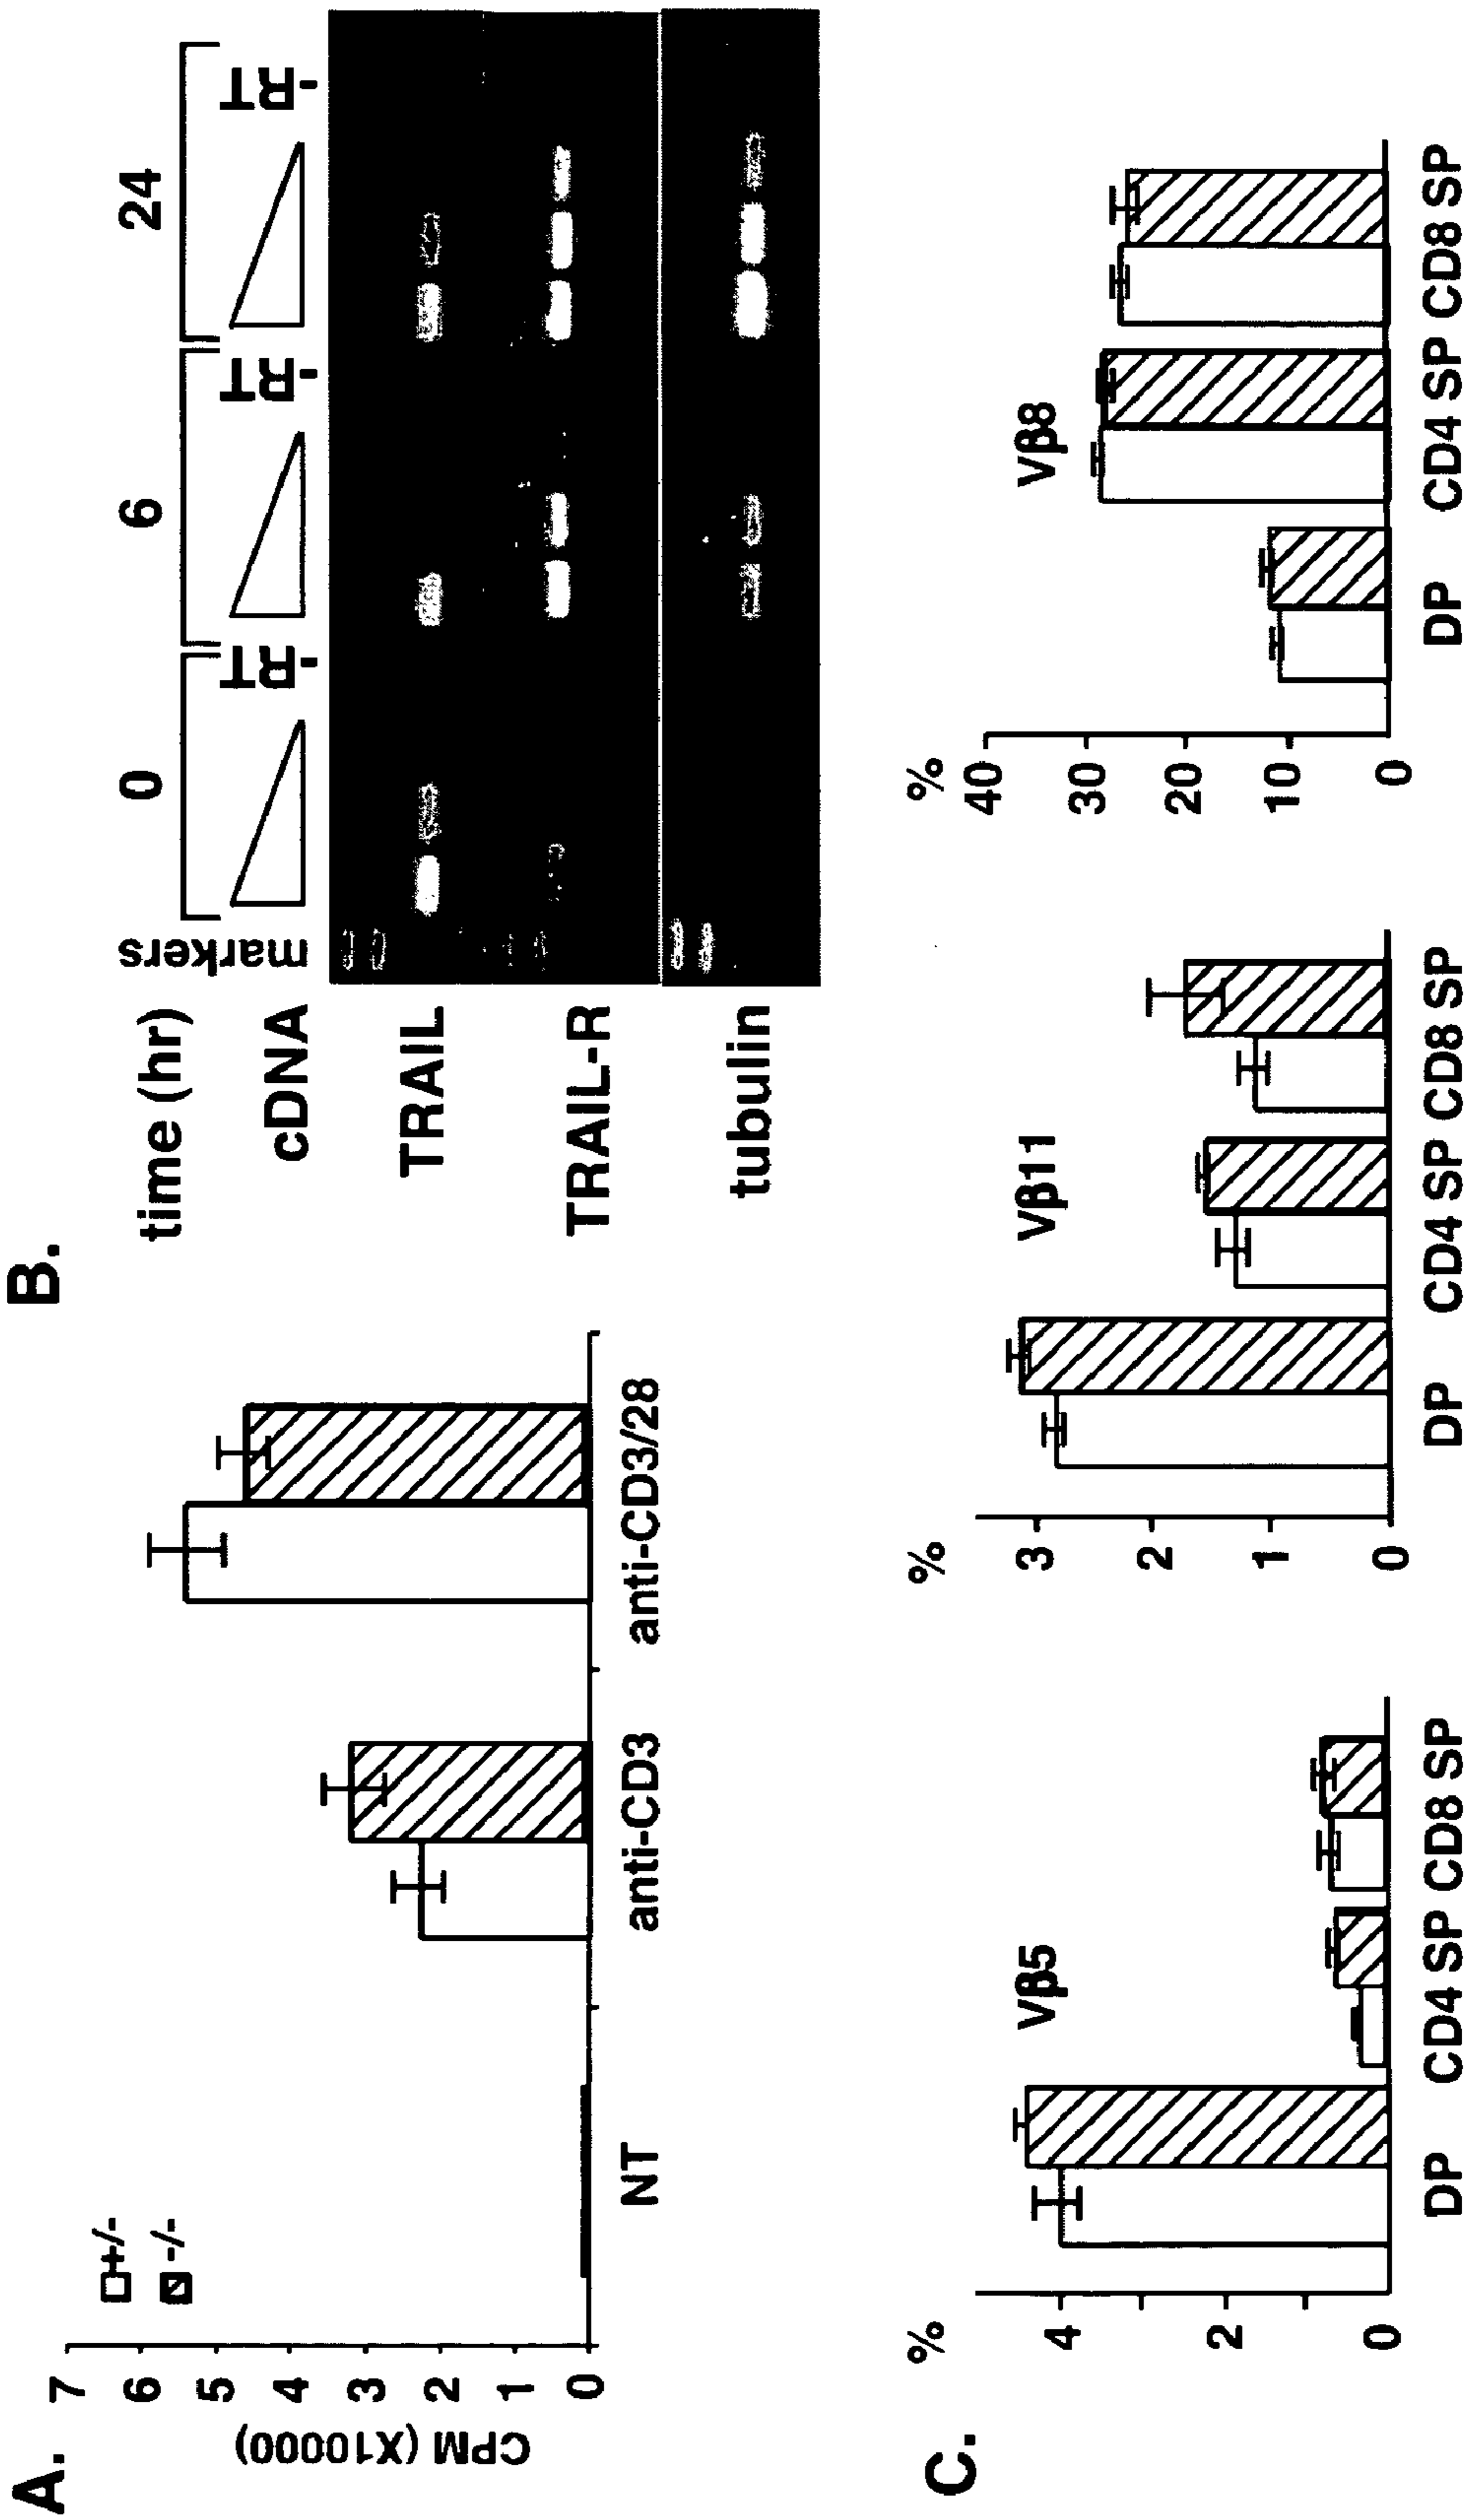 A.
CPM (X10000)
7
6
5
4
3
2
1
0
+/-
-/-
NT
anti-CD3
anti-CD3/28
B.
time (hr)
0
6
24
cDNA
markers
-RT
-RT
-RT
TRAIL
TRAIL-R
tubulin
C.
%
4
2
0
Vβ5
DP
CD4 SP
CD8 SP
%
3
2
1
0
Vβ11
DP
CD4 SP
CD8 SP
%
40
30
20
10
0
Vβ8
DP
CD4 SP
CD8 SP